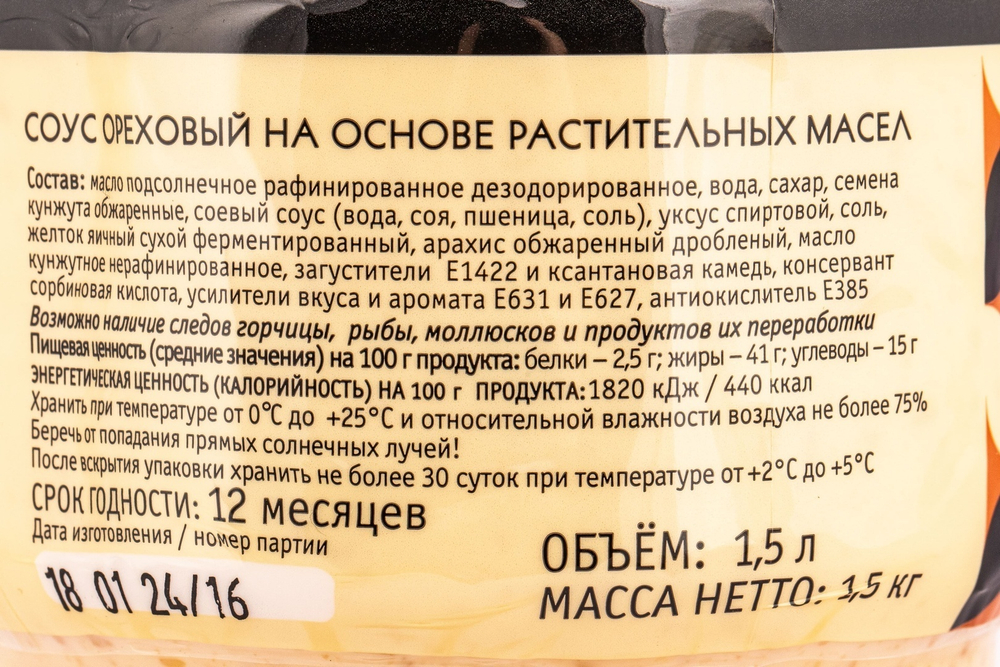 СОУС ОРЕХОВЫЙ НА ОСНОВЕ РАСТИТЕЛЬНЫХ МАСЕЛ
Состав: масло подсолнечное рафинированное дезодорированное, вода, сахар, семена
кунжута обжаренные, соевый соус (вода, соя, пшеница, соль), уксус спиртовой, соль,
желток яичный сухой ферментированный, арахис обжаренный дробленый, масло
кунжутное нерафинированное, загустители Е1422 и ксантановая камедь, консервант
сорбиновая кислота, усилители вкуса и аромата Е631 и Е627, антиокислитель Е385
Возможно наличие следов горчицы, рыбы, моллюсков и продуктов их переработки
Пищевая ценность (средние значения) на 100 г продукта: белки – 2,5 г; жиры – 41 г; углеводы – 15 г
ЭНЕРГЕТИЧЕСКАЯ ЦЕННОСТЬ (КАЛОРИЙНОСТЬ) НА 100 г ПРОДУКТА: 1820 кДж / 440 ккал
Хранить при температуре от 0°С до +25°С и относительной влажности воздуха не более 75%
Беречь от попадания прямых солнечных лучей!
После вскрытия упаковки хранить не более 30 суток при температуре от +2°С до +5°С
СРОК ГОДНОСТИ: 12 месяцев
Дата изготовления / номер партии
18 01 24/16
ОБЪЁМ: 1,5 л
МАССА НЕТТО: 1,5 кг